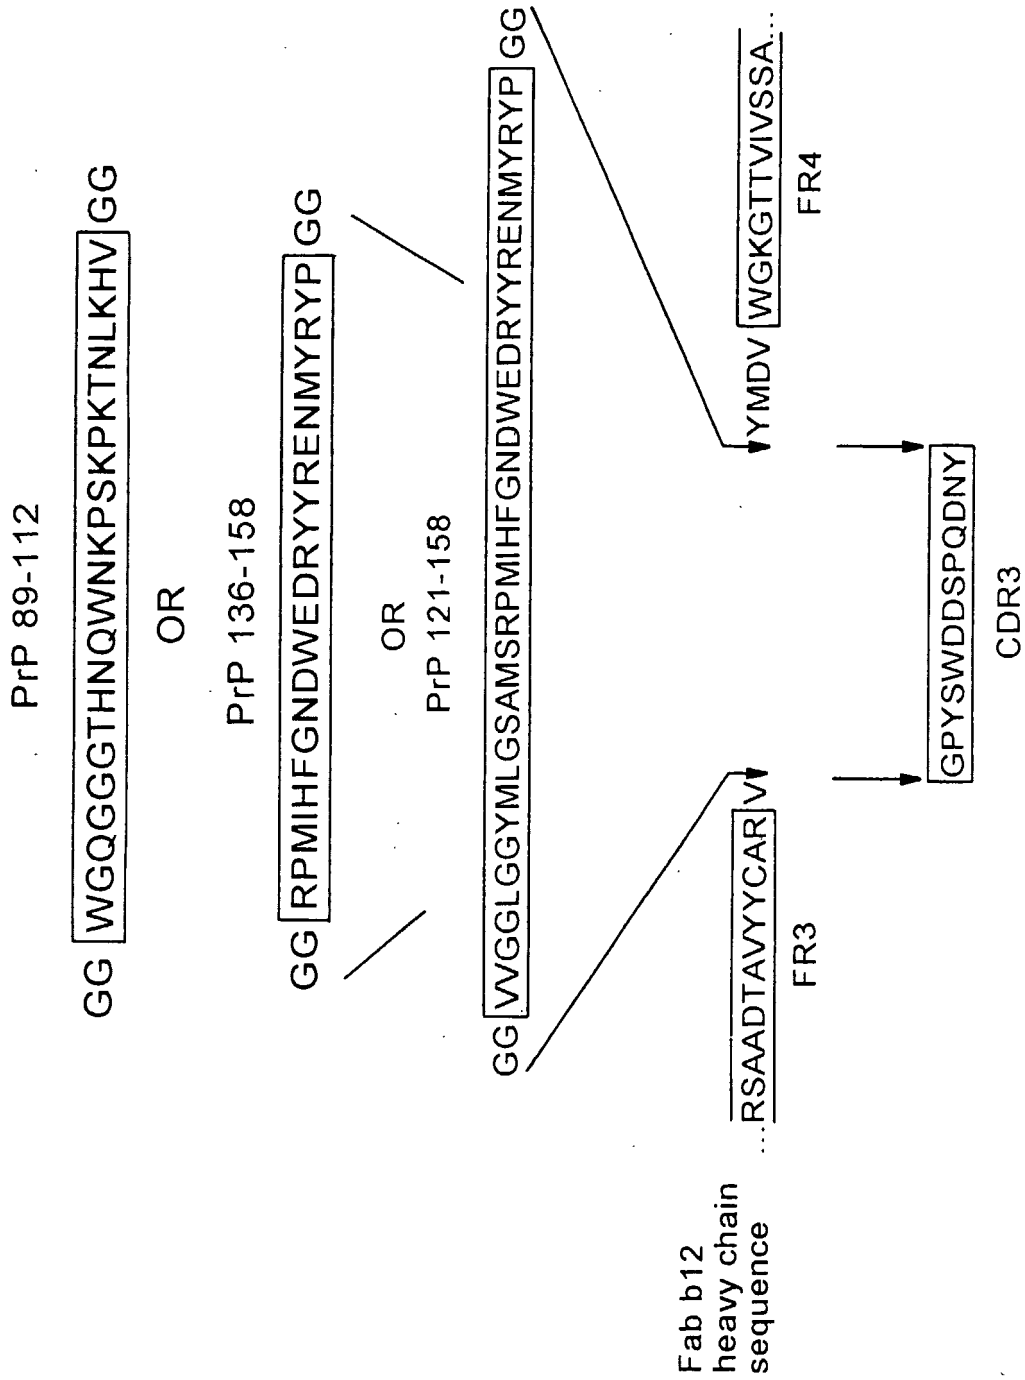 PrP 89-112
GG WGQGGGTHNQWNKPSKPKTNLKHV GG
OR
PrP 136-158
GG RPMIHFGNDWEDRYYRENMYRYP GG
OR
PrP 121-158
GG VVGGLGGYMLGSAMSRPMIHFGNDWEDRYYRENMYRYP GG
Fab b12
heavy chain
sequence
...RSAADTAVYYCAR V
YMDV WGKGTTVIVSSA...
FR3
FR4
GPYSWDDSPQDNY
CDR3